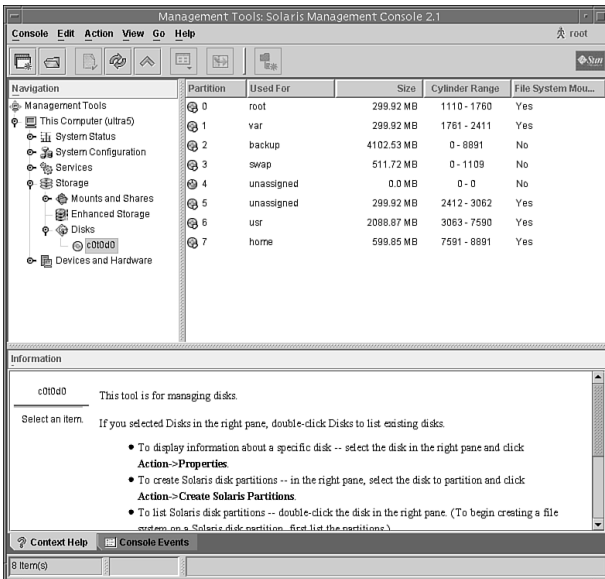 Management Tools: Solaris Management Console 2.1
Console Edit Action View Go Help root
Sun
Navigation
Management Tools
This Computer (ultra5)
System Status
System Configuration
Services
Storage
Mounts and Shares
Enhanced Storage
Disks
c0t0d0
Devices and Hardware
Partition Used For Size Cylinder Range File System Mou...
0 root 299.92 MB 1110 - 1760 Yes
1 var 299.92 MB 1761 - 2411 Yes
2 backup 4102.53 MB 0 - 8891 No
3 swap 511.72 MB 0 - 1109 No
4 unassigned 0.0 MB 0 - 0 No
5 unassigned 299.92 MB 2412 - 3062 Yes
6 usr 2088.87 MB 3063 - 7590 Yes
7 home 599.85 MB 7591 - 8891 Yes
Information
c0t0d0
Select an item.
This tool is for managing disks.
If you selected Disks in the right pane, double-click Disks to list existing disks.
● To display information about a specific disk -- select the disk in the right pane and click
Action->Properties.
● To create Solaris disk partitions -- in the right pane, select the disk to partition and click
Action->Create Solaris Partitions.
● To list Solaris disk partitions -- double-click the disk in the right pane. (To begin creating a file
system on a Solaris disk partition, first list the partitions.)
Context Help Console Events
8 Item(s)